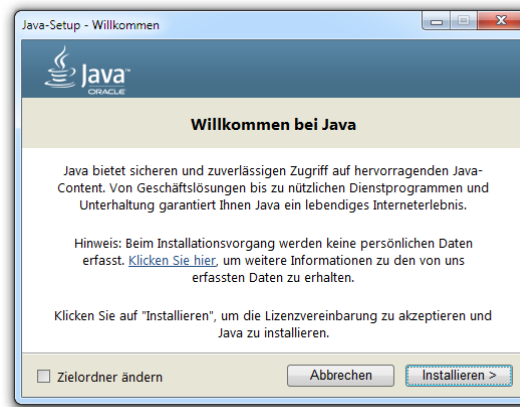 Java-Setup - Willkommen
Java™
ORACLE
Willkommen bei Java
Java bietet sicheren und zuverlässigen Zugriff auf hervorragenden Java-
Content. Von Geschäftslösungen bis zu nützlichen Dienstprogrammen und
Unterhaltung garantiert Ihnen Java ein lebendiges Interneterlebnis.
Hinweis: Beim Installationsvorgang werden keine persönlichen Daten
erfasst. Klicken Sie hier, um weitere Informationen zu den von uns
erfassten Daten zu erhalten.
Klicken Sie auf "Installieren", um die Lizenzvereinbarung zu akzeptieren und
Java zu installieren.
Zielordner ändern
Abbrechen
Installieren >